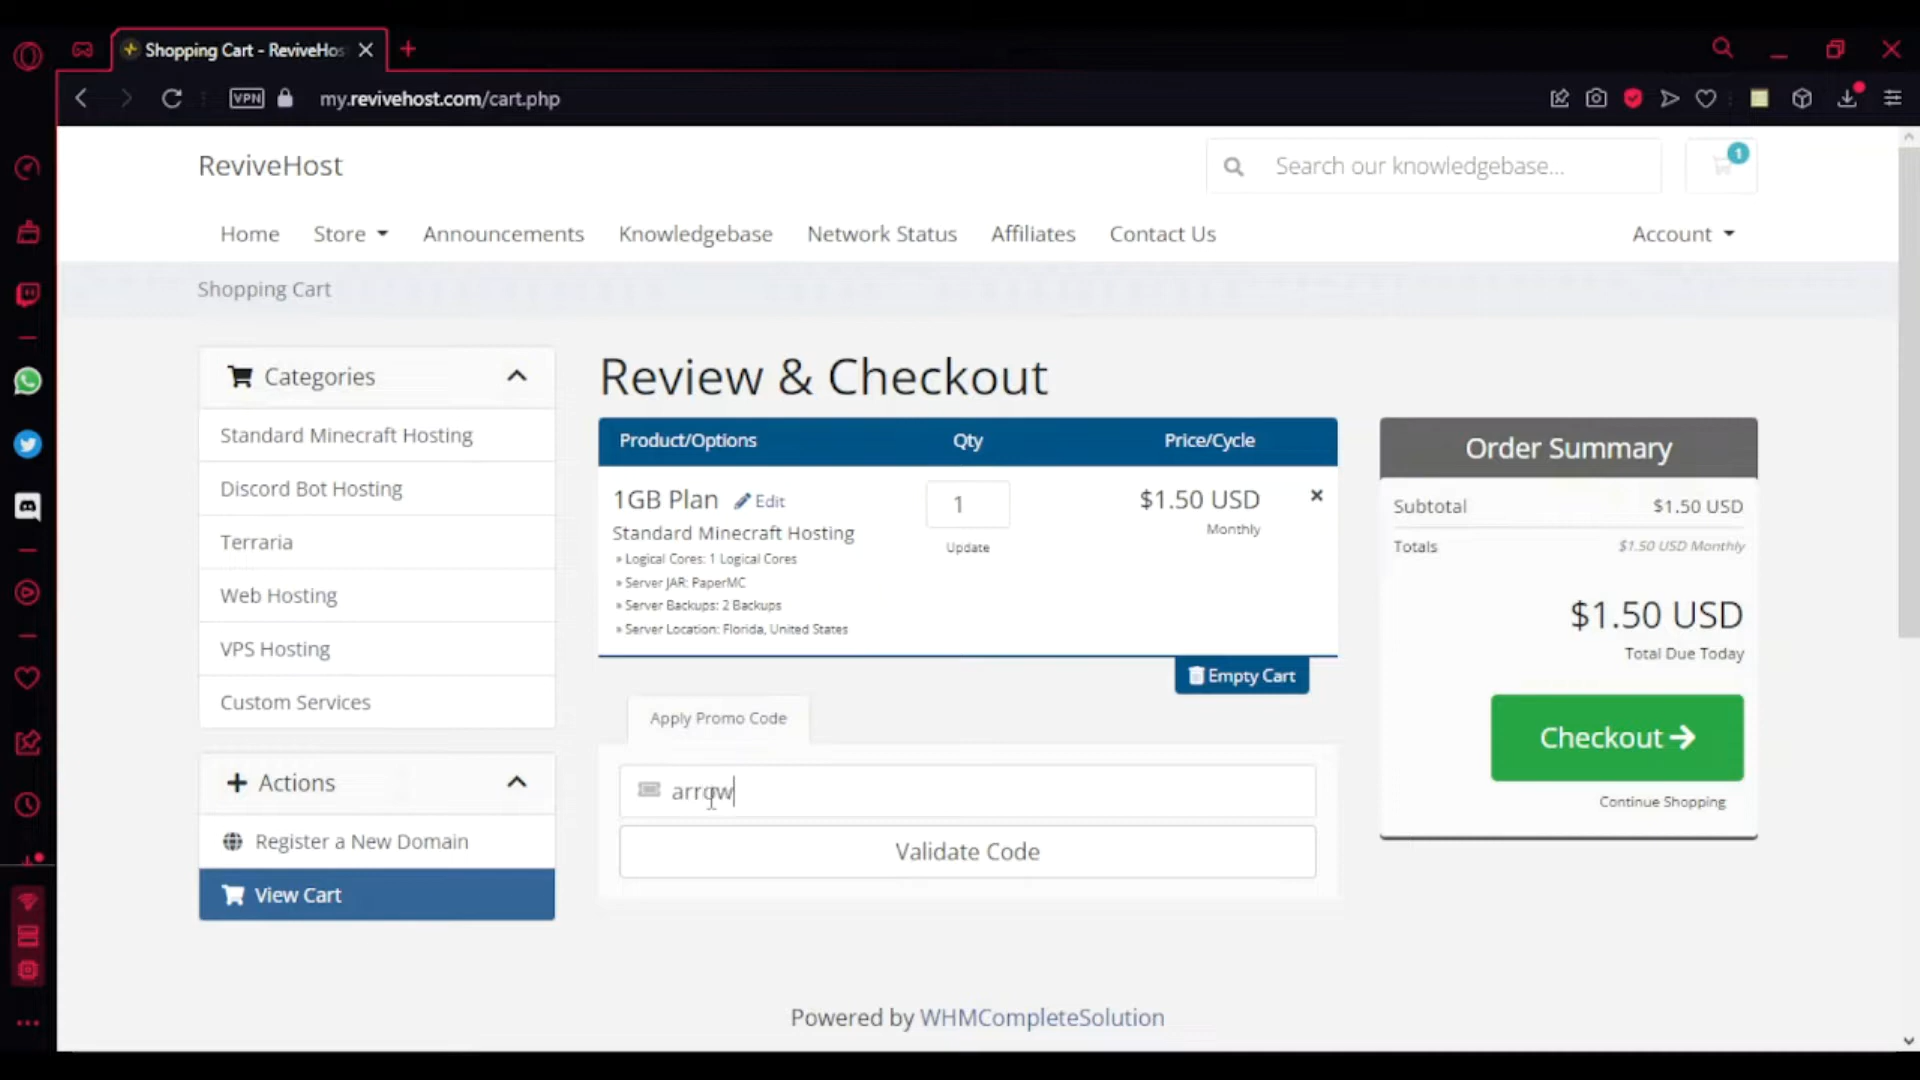 Shopping Cart - ReviveHos
VPN
my.revivehost.com/cart.php
ReviveHost
Search our knowledgebase...
1
Home
Store
Announcements
Knowledgebase
Network Status
Affiliates
Contact Us
Account
Shopping Cart
Categories
Standard Minecraft Hosting
Discord Bot Hosting
Terraria
Web Hosting
VPS Hosting
Custom Services
Actions
Register a New Domain
View Cart
Review & Checkout
Product/Options Qty Price/Cycle
1GB Plan Edit 1 $1.50 USD
Standard Minecraft Hosting Update Monthly
» Logical Cores: 1 Logical Cores
» Server JAR: PaperMC
» Server Backups: 2 Backups
» Server Location: Florida, United States
Empty Cart
Apply Promo Code
arrow
Validate Code
Order Summary
Subtotal $1.50 USD
Totals $1.50 USD Monthly
$1.50 USD
Total Due Today
Checkout
Continue Shopping
Powered by WHMCompleteSolution